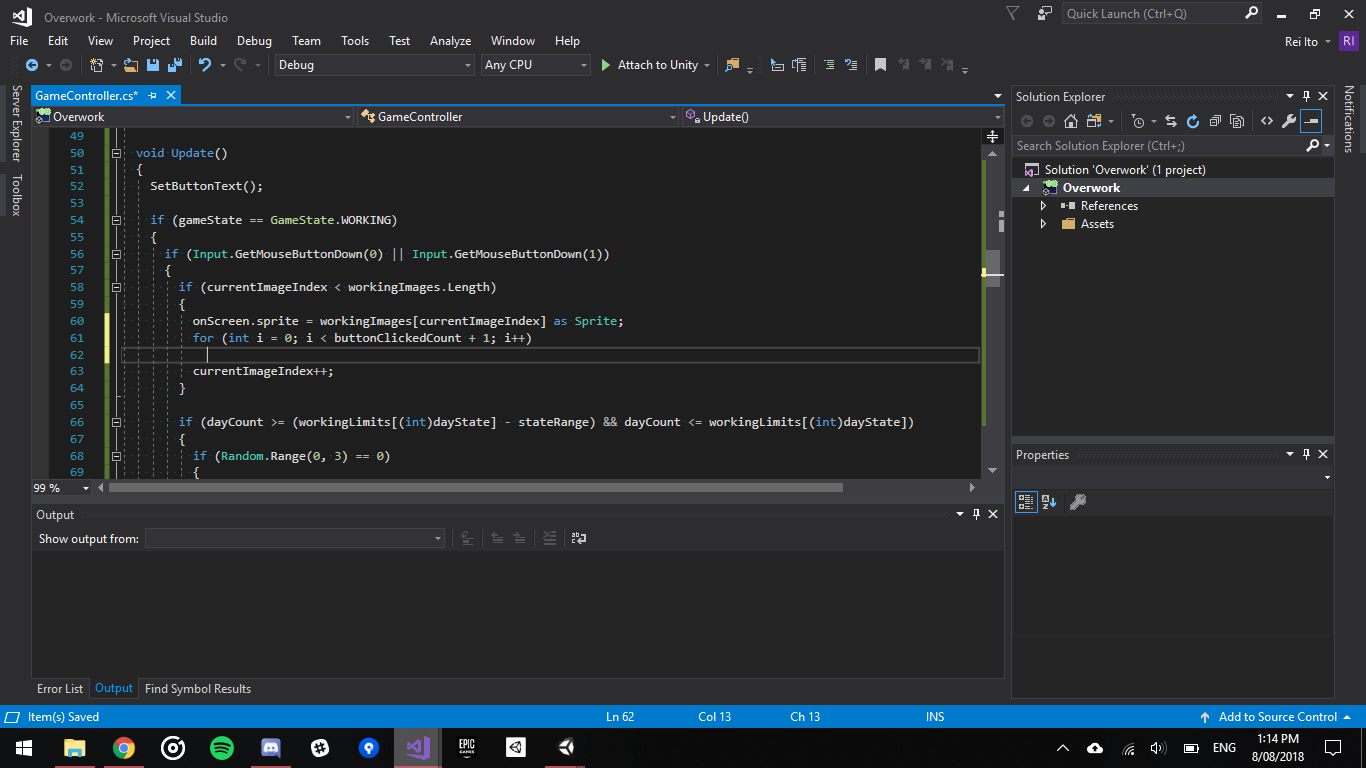 Overwork - Microsoft Visual Studio
Quick Launch (Ctrl+Q)
File Edit View Project Build Debug Team Tools Test Analyze Window Help
Rei Ito RI
Debug Any CPU Attach to Unity
Server Explorer
Toolbox
GameController.cs*
Overwork GameController Update()
49
50 void Update()
51 {
52 SetButtonText();
53
54 if (gameState == GameState.WORKING)
55 {
56 if (Input.GetMouseButtonDown(0) || Input.GetMouseButtonDown(1))
57 {
58 if (currentImageIndex < workingImages.Length)
59 {
60 onScreen.sprite = workingImages[currentImageIndex] as Sprite;
61 for (int i = 0; i < buttonClickedCount + 1; i++)
62
63 currentImageIndex++;
64 }
65
66 if (dayCount >= (workingLimits[(int)dayState] - stateRange) && dayCount <= workingLimits[(int)dayState])
67 {
68 if (Random.Range(0, 3) == 0)
69 {
99 %
Output
Show output from:
Error List Output Find Symbol Results
Solution Explorer
Search Solution Explorer (Ctrl+;)
Solution 'Overwork' (1 project)
Overwork
References
Assets
Properties
Notifications
Item(s) Saved Ln 62 Col 13 Ch 13 INS Add to Source Control
EPIC GAMES
ENG
1:14 PM
8/08/2018